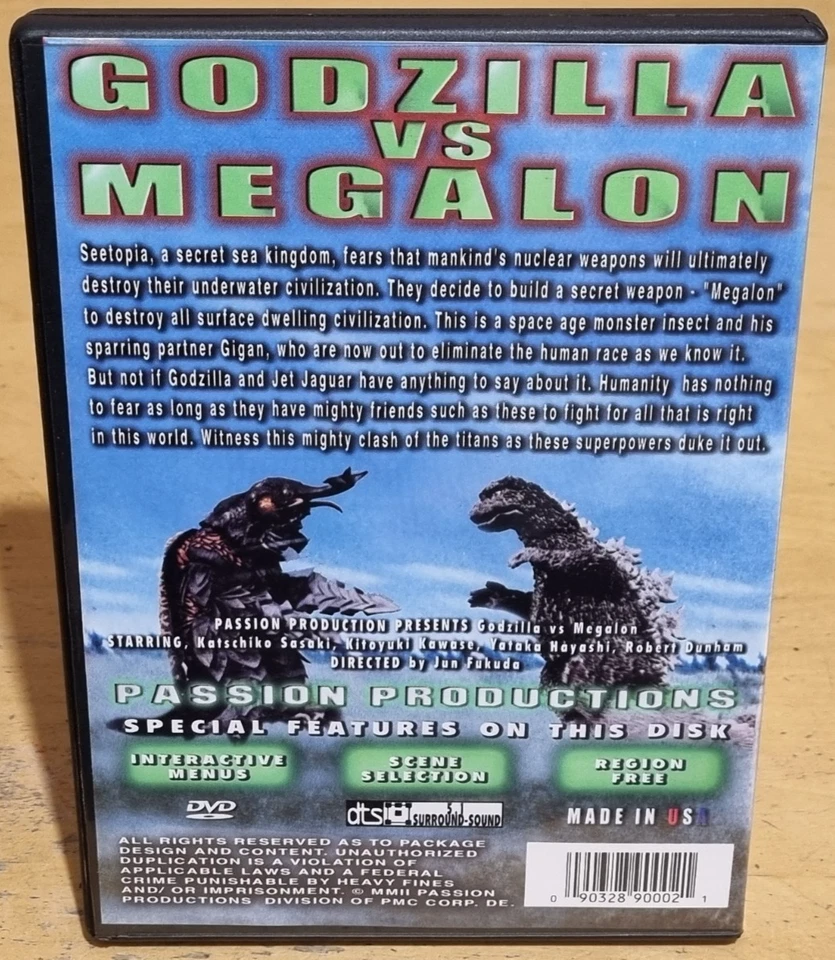 GODZILLA
VS
MEGALON
Seetopia, a secret sea kingdom, fears that mankind's nuclear weapons will ultimately
destroy their underwater civilization. They decide to build a secret weapon - "Megalon"
to destroy all surface dwelling civilization. This is a space age monster insect and his
sparring partner Gigan, who are now out to eliminate the human race as we know it.
But not if Godzilla and Jet Jaguar have anything to say about it. Humanity has nothing
to fear as long as they have mighty friends such as these to fight for all that is right
in this world. Witness this mighty clash of the titans as these superpowers duke it out.
PASSION PRODUCTION PRESENTS Godzilla vs Megalon
STARRING, Katschiko Sasaki, Kitoyuki Kawase, Yataka Hayashi, Robert Dunham
DIRECTED by Jun Fukuda
PASSION PRODUCTIONS
SPECIAL FEATURES ON THIS DISK
INTERACTIVE MENUS
SCENE SELECTION
REGION FREE
DVD
dts SURROUND-SOUND
MADE IN USA
ALL RIGHTS RESERVED AS TO PACKAGE
DESIGN AND CONTENT. UNAUTHORIZED
DUPLICATION IS A VIOLATION OF
APPLICABLE LAWS AND A FEDERAL
CRIME PUNISHABLE BY HEAVY FINES
AND/ OR IMPRISONMENT. © MMII PASSION
PRODUCTIONS DIVISION OF PMC CORP. DE.
0 90328 90002 1